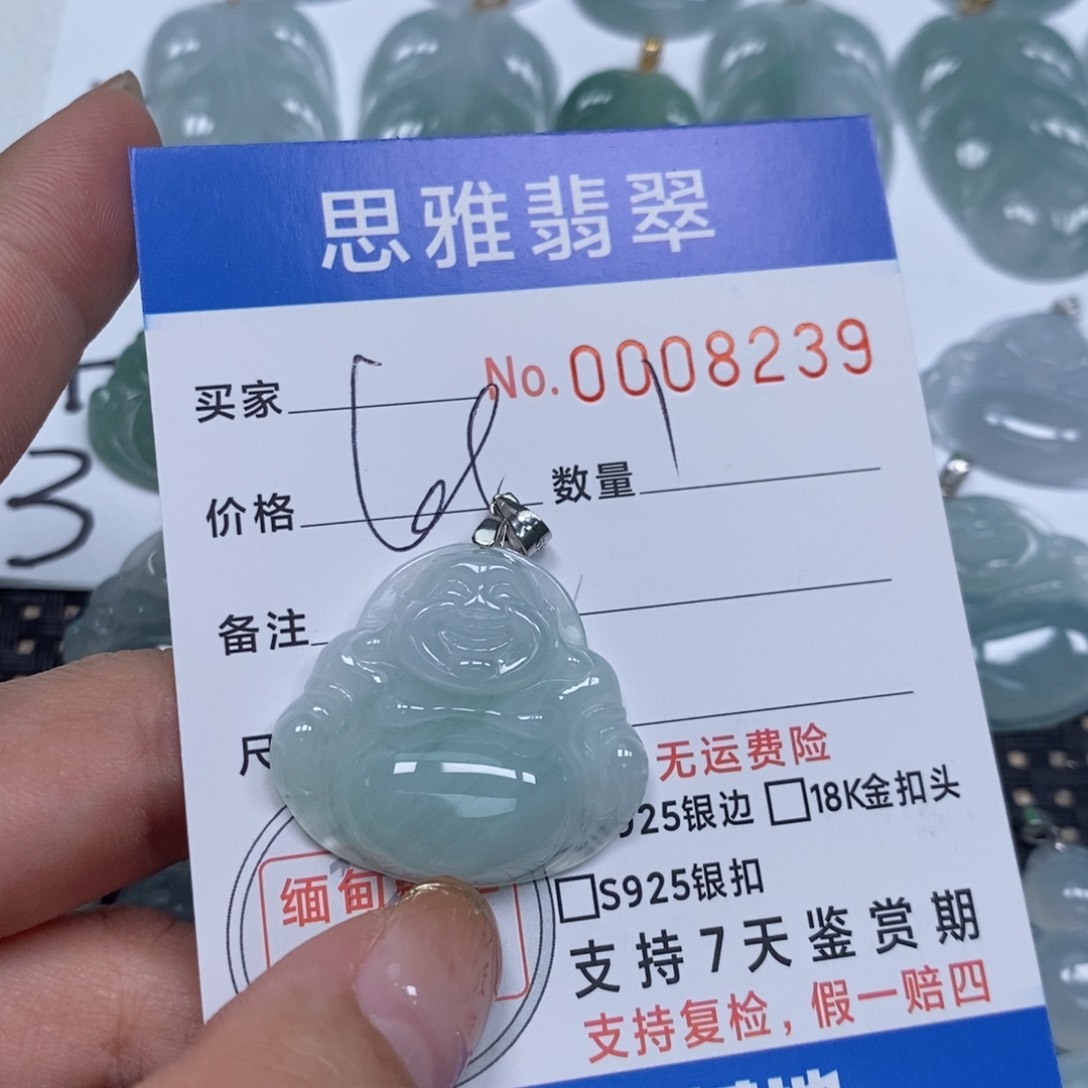 思雅翡翠
No.0008239
买家
价格
数量 1
备注
尺
无运费险
925银边 □18K金扣头
□S925银扣
缅甸
支持7天鉴赏期
支持复检，假一赔四
3